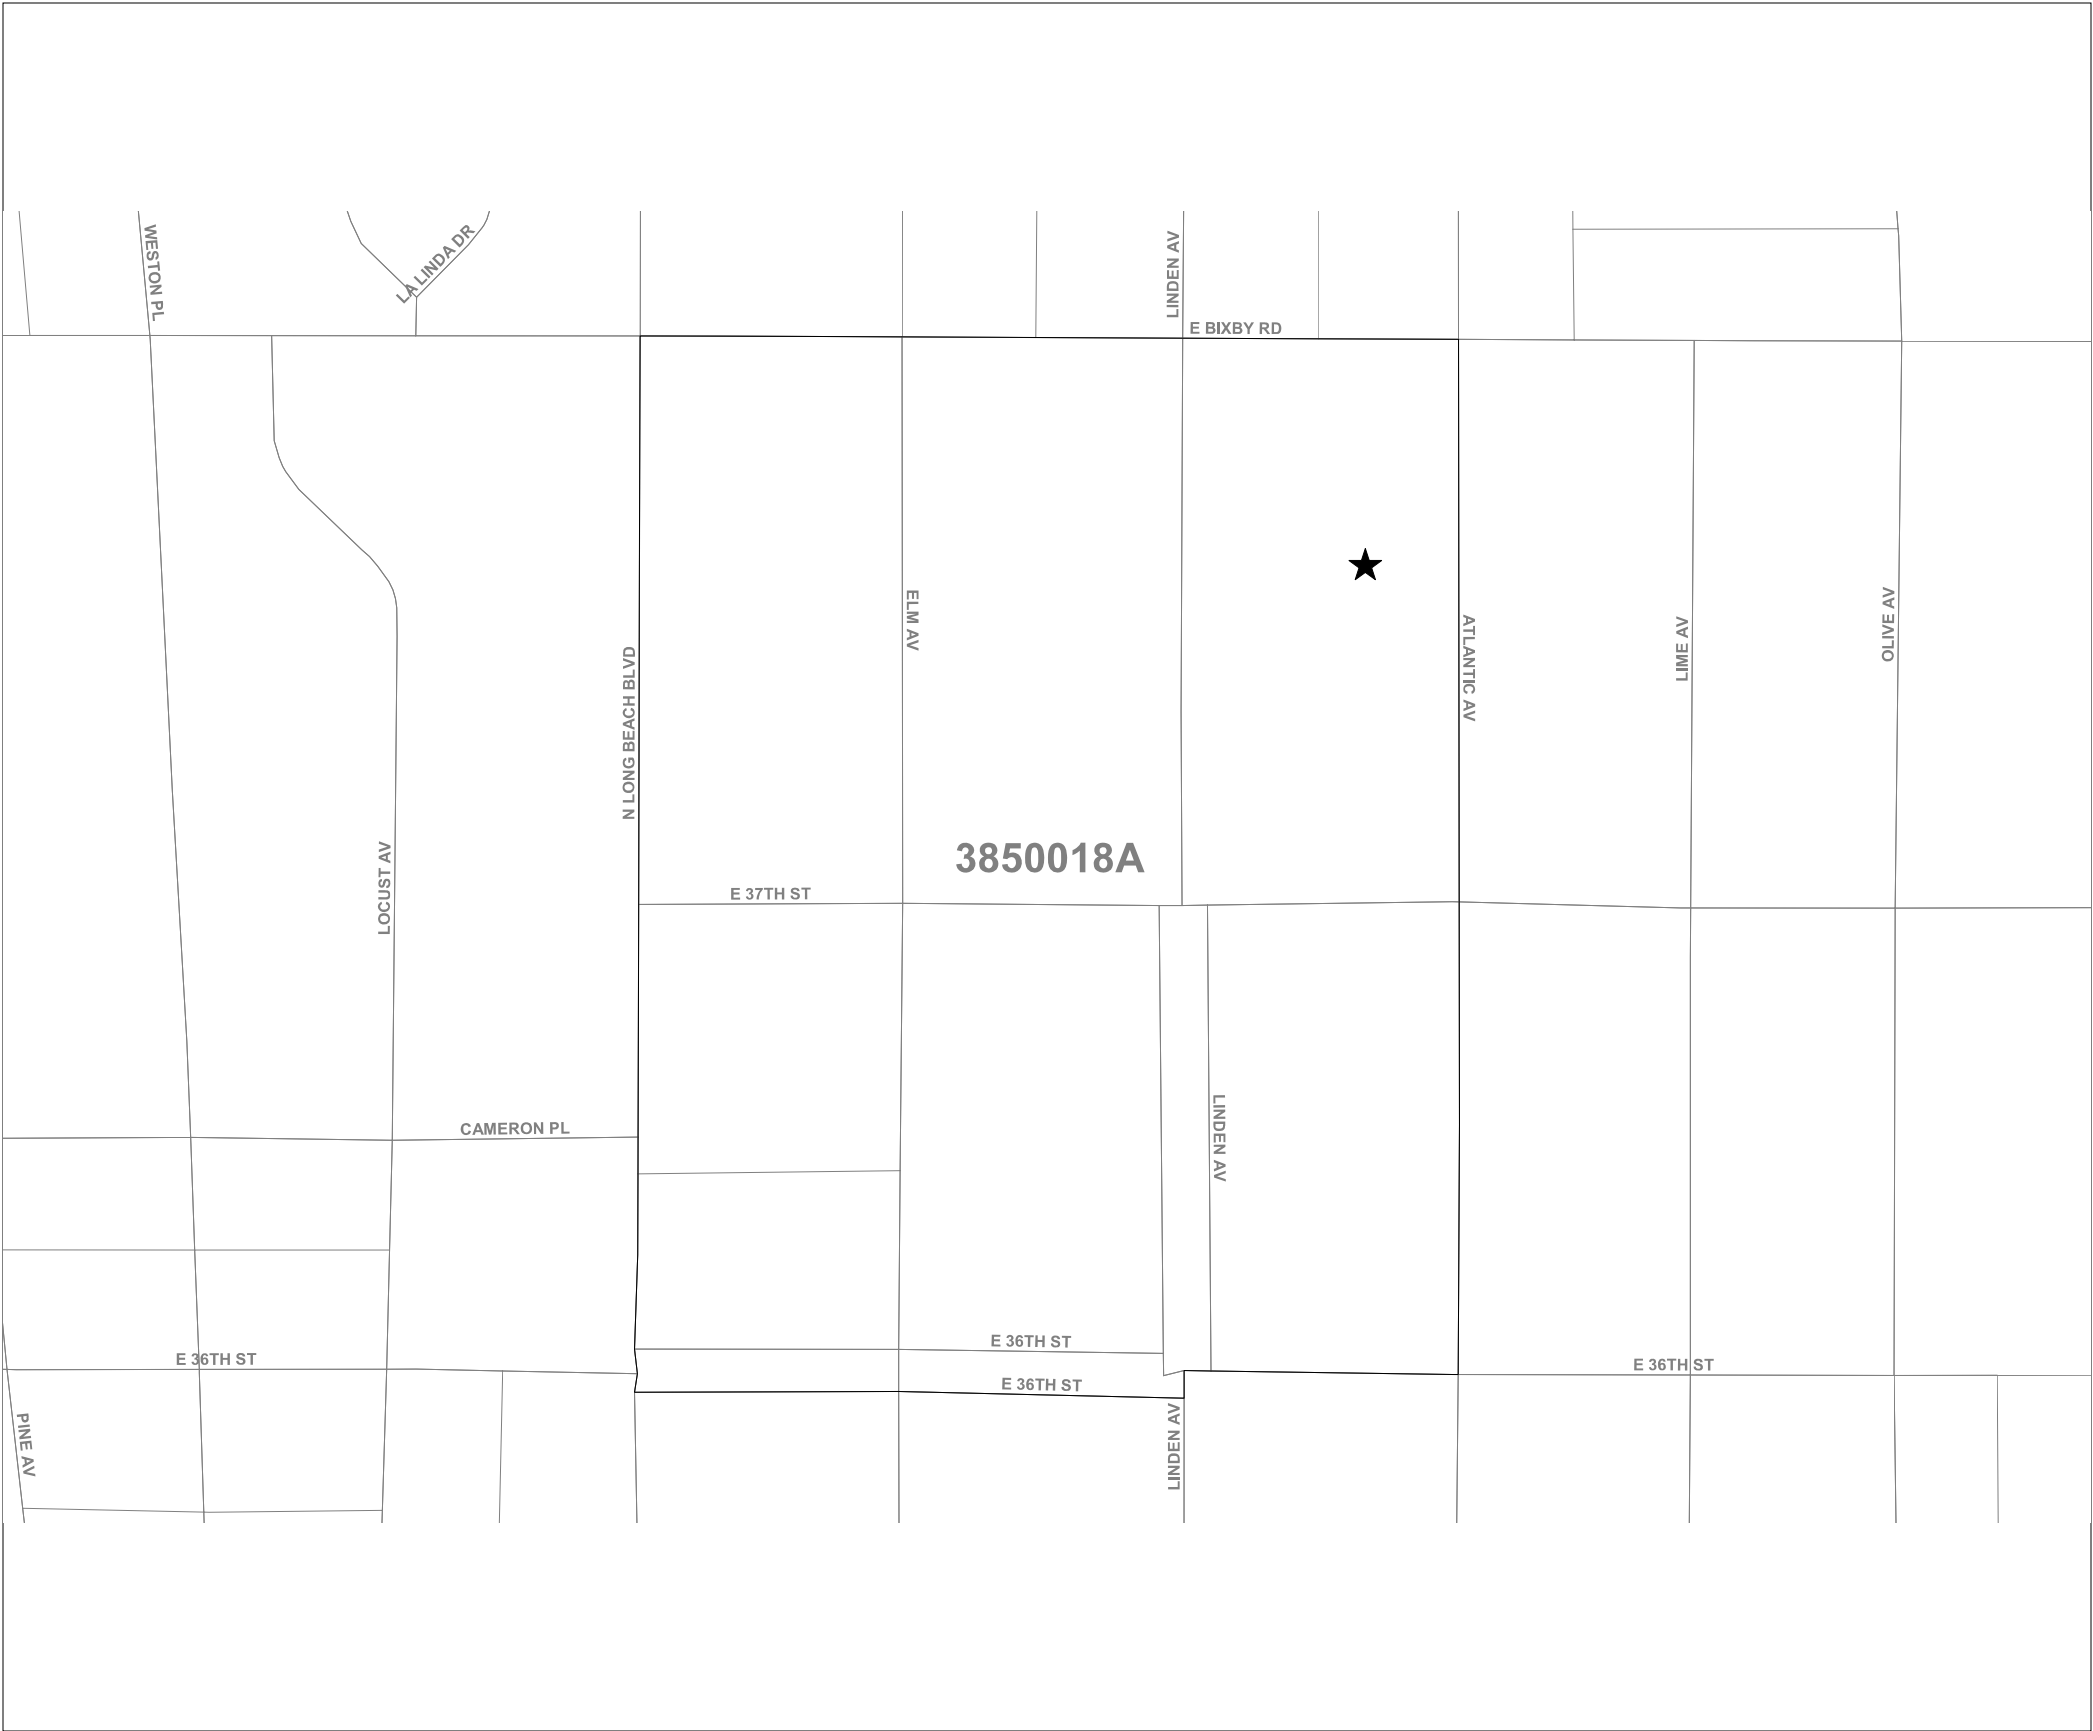 WESTON PL
LA LINDA DR
LINDEN AV
E BIXBY RD
ELM AV
N LONG BEACH BLVD
ATLANTIC AV
LIME AV
OLIVE AV
LOCUST AV
3850018A
E 37TH ST
CAMERON PL
LINDEN AV
E 36TH ST
E 36TH ST
E 36TH ST
E 36TH ST
PINE AV
LINDEN AV